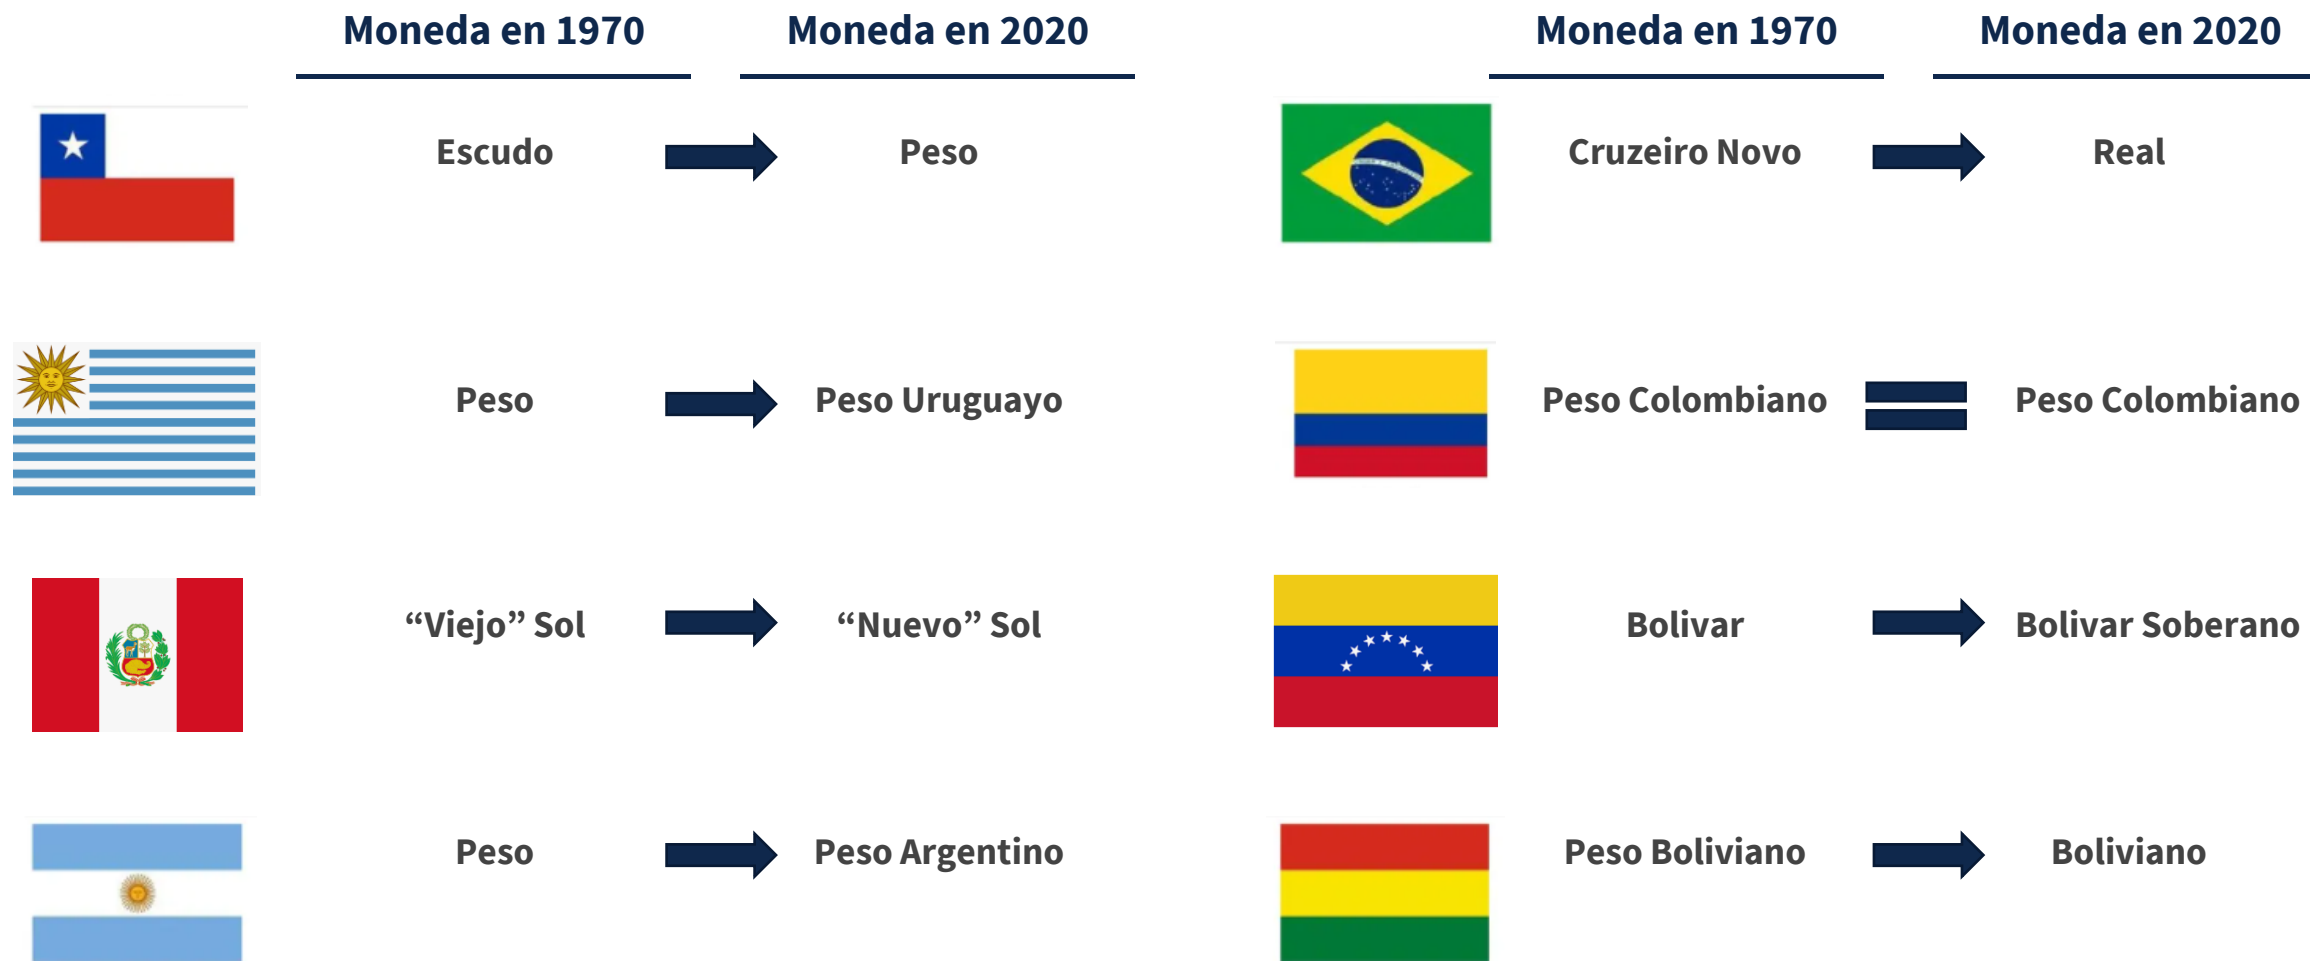 Moneda en 1970 Moneda en 2020 Moneda en 1970 Moneda en 2020
Escudo Peso Cruzeiro Novo Real
Peso Peso Uruguayo Peso Colombiano Peso Colombiano
“Viejo” Sol “Nuevo” Sol Bolivar Bolivar Soberano
Peso Peso Argentino Peso Boliviano Boliviano